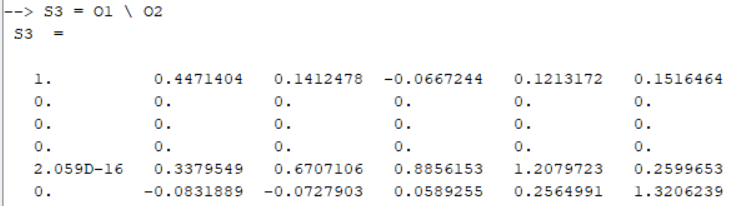 --> S3 = O1 \ O2
S3 =
1. 0.4471404 0.1412478 -0.0667244 0.1213172 0.1516464
0. 0. 0. 0. 0. 0.
0. 0. 0. 0. 0. 0.
0. 0. 0. 0. 0. 0.
2.059D-16 0.3379549 0.6707106 0.8856153 1.2079723 0.2599653
0. -0.0831889 -0.0727903 0.0589255 0.2564991 1.3206239